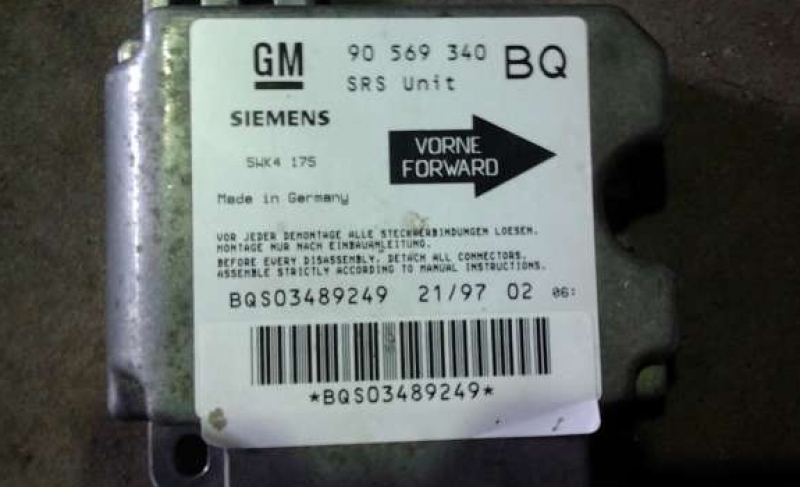 GM 90 569 340 BQ
SRS Unit
SIEMENS
VORNE
FORWARD
5WK4 175
Made in Germany
VOR JEDER DEMONTAGE ALLE STECKERBINDUNGEN LOESEN.
MONTAGE NUR NACH EINBAUANLEITUNG.
BEFORE EVERY DISASSEMBLY, DETACH ALL CONNECTORS.
ASSEMBLE STRICTLY ACCORDING TO MANUAL INSTRUCTIONS.
BQS03489249 21/97 02 06:
*BQS03489249*